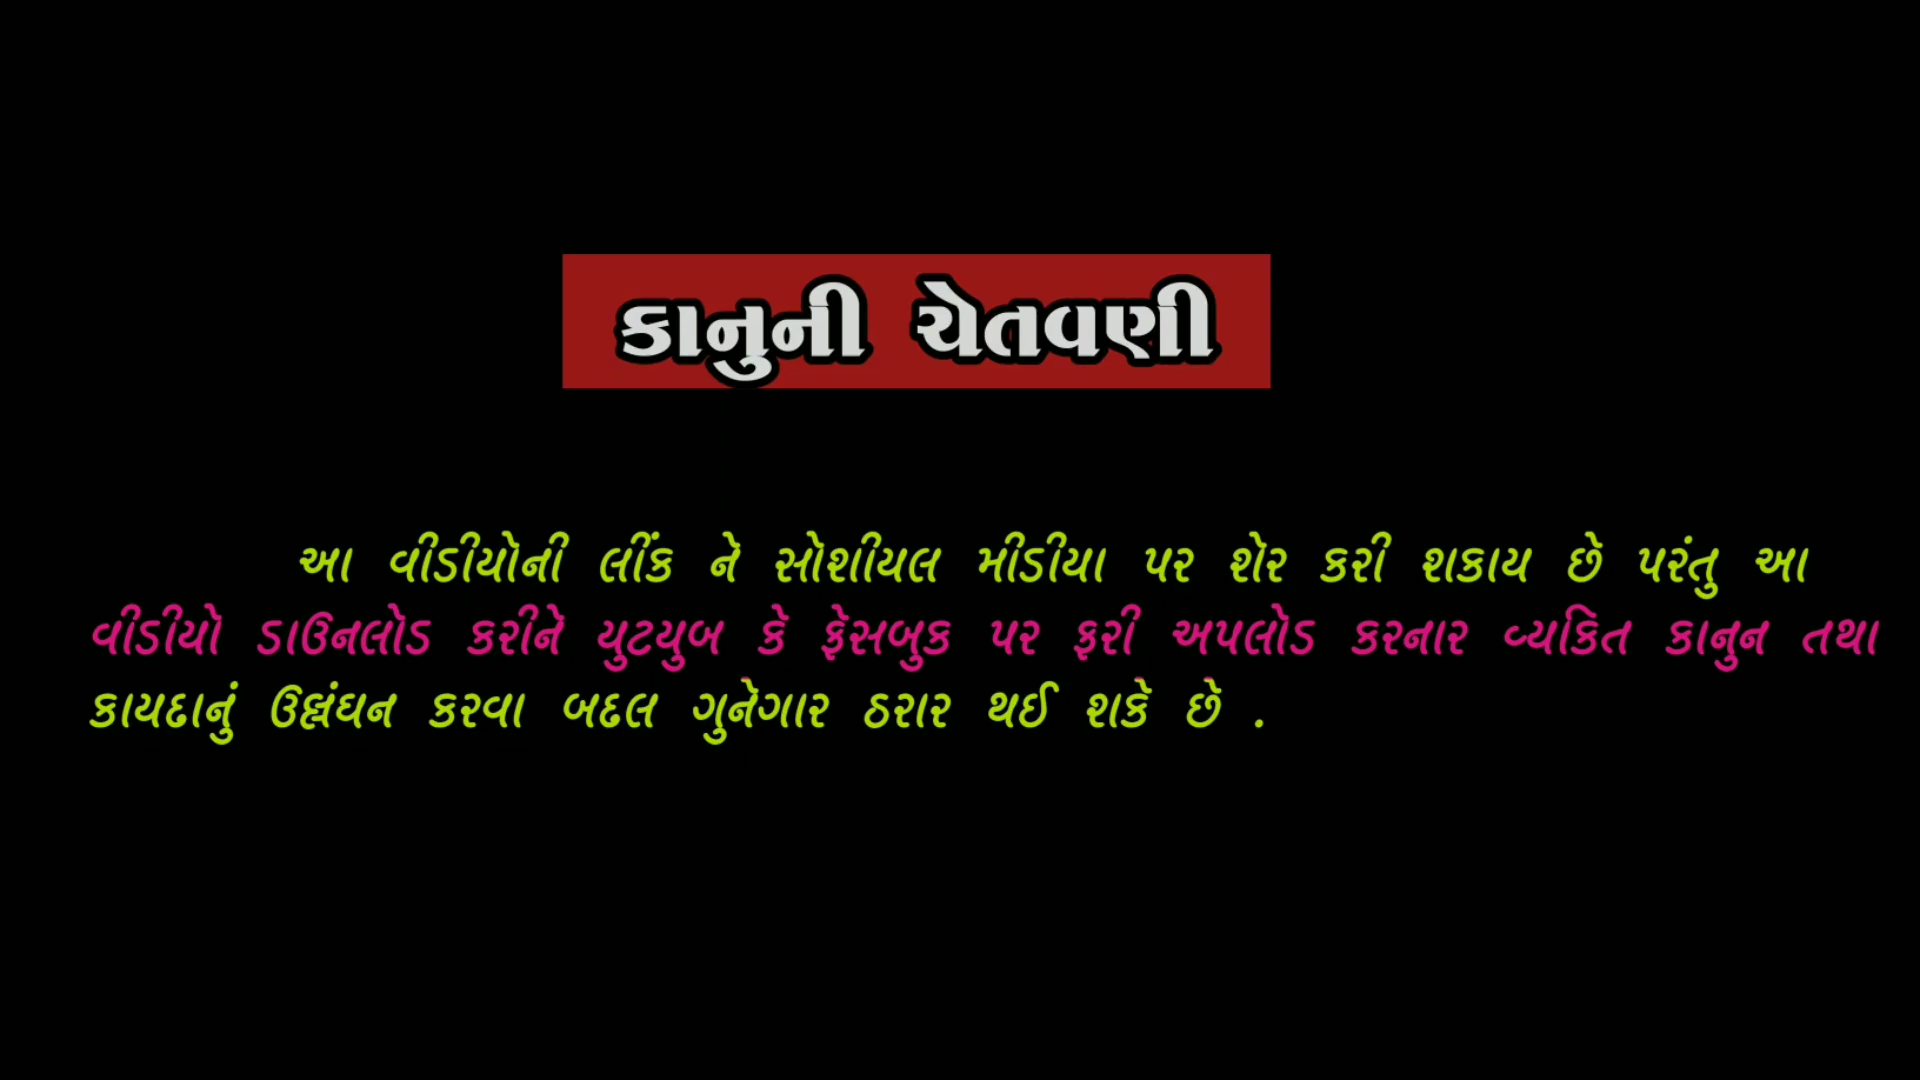 કાનુની ચેતવણી
આ વીડીયોની લીંક ને સોશીયલ મીડીયા પર શેર કરી શકાય છે પરંતુ આ
વીડીયો ડાઉનલોડ કરીને યુટયુબ કે ફેસબુક પર ફરી અપલોડ કરનાર વ્યકિત કાનુન તથા
કાયદાનું ઉલ્લંઘન કરવા બદલ ગુનેગાર ઠરાર થઈ શકે છે .